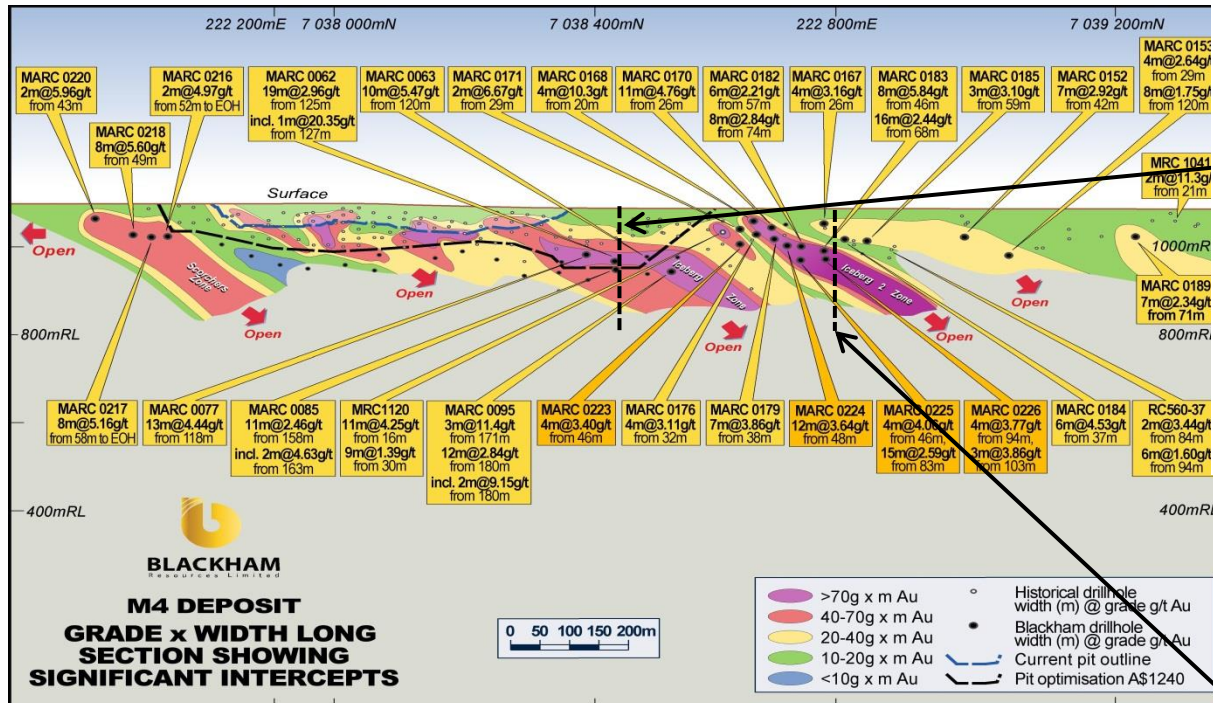 222 200mE
7 038 000mN
7 038 400mN
222 800mE
7 039 200mN
MARC 0220
2m@5.96g/t
from 43m
MARC 0216
2m@4.97g/t
from 52m to EOH
MARC 0062
19m@2.96g/t
from 125m
incl. 1m@20.35g/t
from 127m
MARC 0063
10m@5.47g/t
from 120m
MARC 0171
2m@6.67g/t
from 29m
MARC 0168
4m@10.3g/t
from 20m
MARC 0170
11m@4.76g/t
from 26m
MARC 0182
6m@2.21g/t
from 57m
8m@2.84g/t
from 74m
MARC 0167
4m@3.16g/t
from 26m
MARC 0183
8m@5.84g/t
from 46m
16m@2.44g/t
from 68m
MARC 0185
3m@3.10g/t
from 59m
MARC 0152
7m@2.92g/t
from 42m
MARC 0153
4m@2.64g/t
from 29m
8m@1.75g/t
from 120m
MARC 0218
8m@5.60g/t
from 49m
MRC 1041
2m@11.3g/
from 21m
Surface
Open
Scorchers
Zone
Open
Open
Iceberg
Zone
Open
Iceberg 2 Zone
Open
Open
1000mRL
MARC 0189
7m@2.34g/t
from 71m
800mRL
800mRL
MARC 0217
8m@5.16g/t
from 58m to EOH
MARC 0077
13m@4.44g/t
from 118m
MARC 0085
11m@2.46g/t
from 158m
incl. 2m@4.63g/t
from 163m
MRC1120
11m@4.25g/t
from 16m
9m@1.39g/t
from 30m
MARC 0095
3m@11.4g/t
from 171m
12m@2.84g/t
from 180m
incl. 2m@9.15g/t
from 180m
MARC 0223
4m@3.40g/t
from 46m
MARC 0176
4m@3.11g/t
from 32m
MARC 0179
7m@3.86g/t
from 38m
MARC 0224
12m@3.64g/t
from 48m
MARC 0225
4m@4.06g/t
from 46m,
15m@2.59g/t
from 83m
MARC 0226
4m@3.77g/t
from 94m,
3m@3.86g/t
from 103m
MARC 0184
6m@4.53g/t
from 37m
RC560-37
2m@3.44g/t
from 84m
6m@1.60g/t
from 94m
400mRL
400mRL
BLACKHAM
Resources Limited
M4 DEPOSIT
GRADE x WIDTH LONG
SECTION SHOWING
SIGNIFICANT INTERCEPTS
0 50 100 150 200m
>70g x m Au
40-70g x m Au
20-40g x m Au
10-20g x m Au
<10g x m Au
Historical drillhole
width (m) @ grade g/t Au
Blackham drillhole
width (m) @ grade g/t Au
Current pit outline
Pit optimisation A$1240